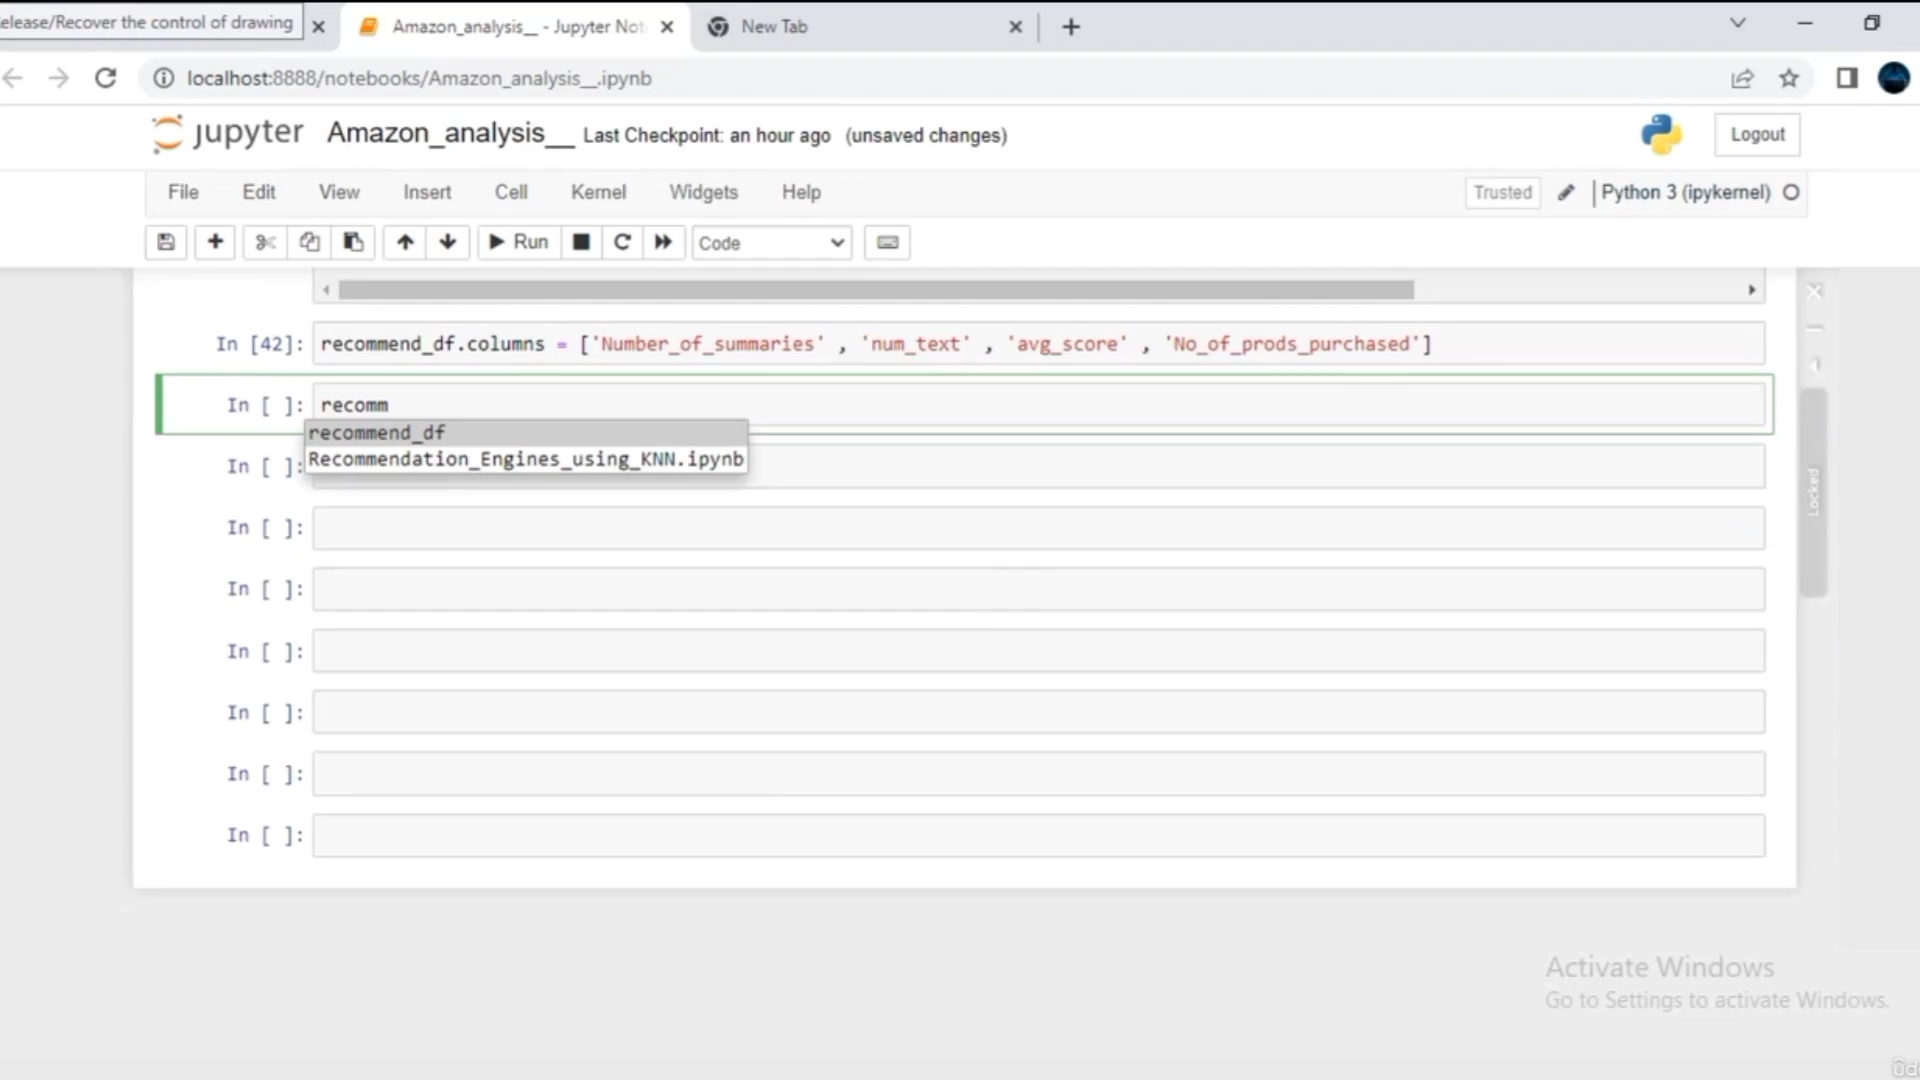 elease/Recover the control of drawing
Amazon_analysis__ - Jupyter Not
New Tab
localhost:8888/notebooks/Amazon_analysis__.ipynb
jupyter Amazon_analysis__ Last Checkpoint: an hour ago (unsaved changes)
Logout
File Edit View Insert Cell Kernel Widgets Help
Trusted Python 3 (ipykernel)
Run Code
In [42]: recommend_df.columns = ['Number_of_summaries' , 'num_text' , 'avg_score' , 'No_of_prods_purchased']
In [ ]: recomm
recommend_df
Recommendation_Engines_using_KNN.ipynb
In [ ]:
In [ ]:
In [ ]:
In [ ]:
In [ ]:
In [ ]:
In [ ]:
Locked
Activate Windows
Go to Settings to activate Windows.